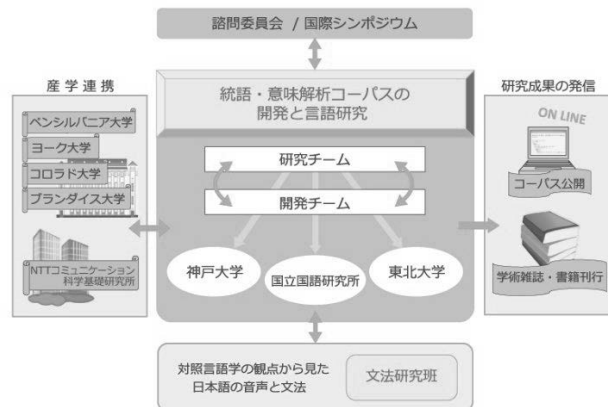 諮問委員会 / 国際シンポジウム
産学連携
ペンシルバニア大学
ヨーク大学
コロラド大学
ブランダイス大学
NTTコミュニケーション
科学基礎研究所
統語・意味解析コーパスの
開発と言語研究
研究チーム
開発チーム
神戸大学
国立国語研究所
東北大学
研究成果の発信
ON LINE
コーパス公開
学術雑誌・書籍刊行
対照言語学の観点から見た
日本語の音声と文法
文法研究班